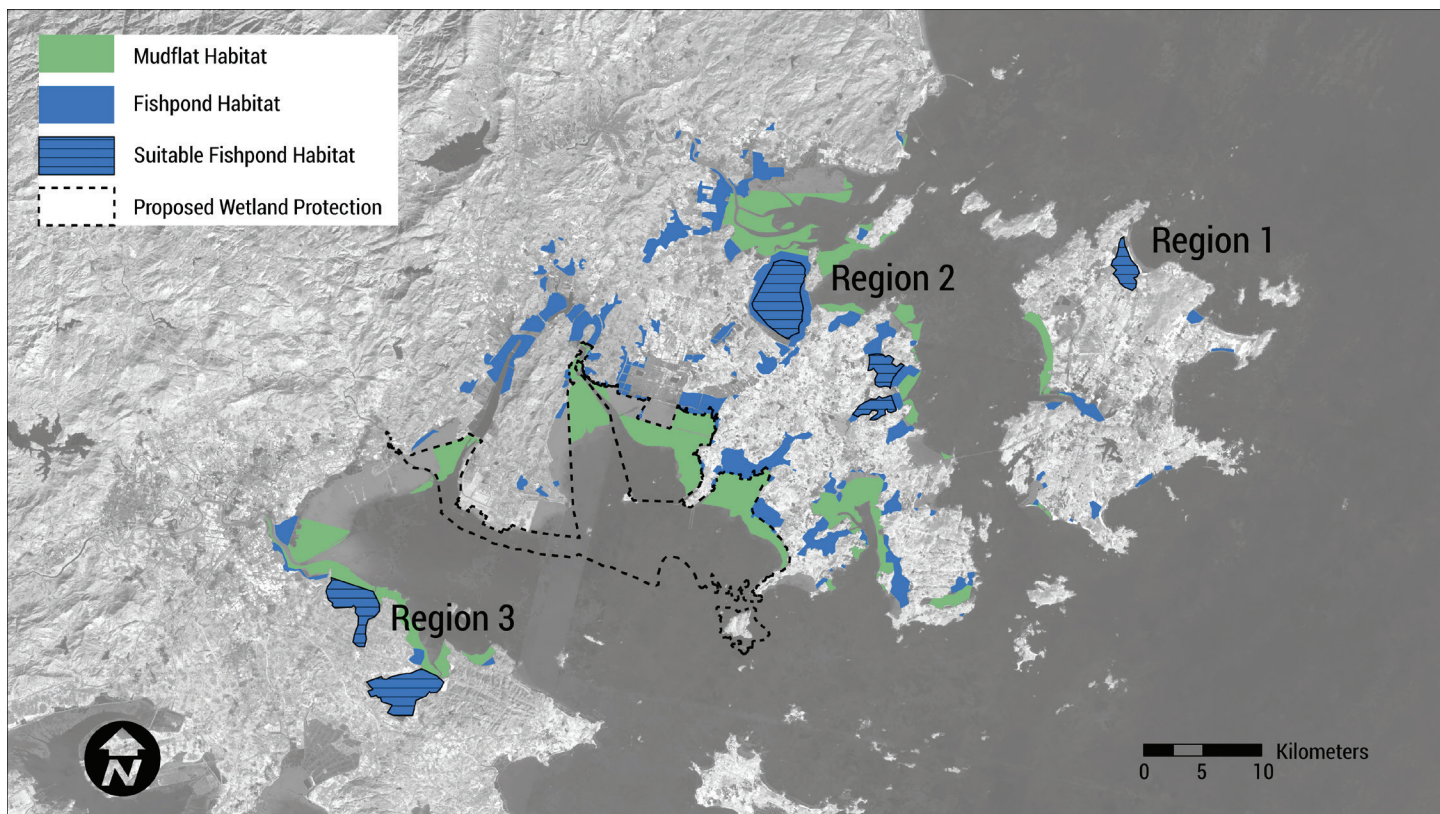 Mudflat Habitat
Fishpond Habitat
Suitable Fishpond Habitat
Proposed Wetland Protection
Region 1
Region 2
Region 3
N
Kilometers
0 5 10